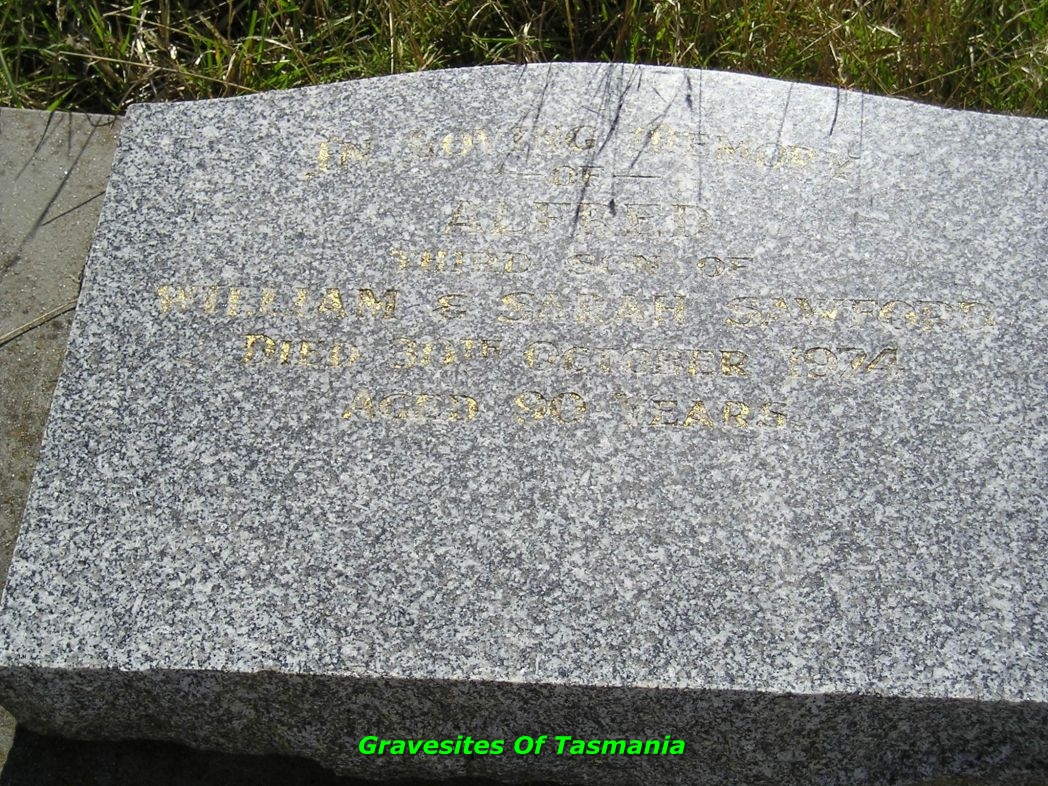 IN LOVING MEMORY
— OF —
ALFRED
THIRD SON OF
WILLIAM & SARAH SAWFORD
DIED 30TH OCTOBER 1974
AGED 90 YEARS
Gravesites Of Tasmania